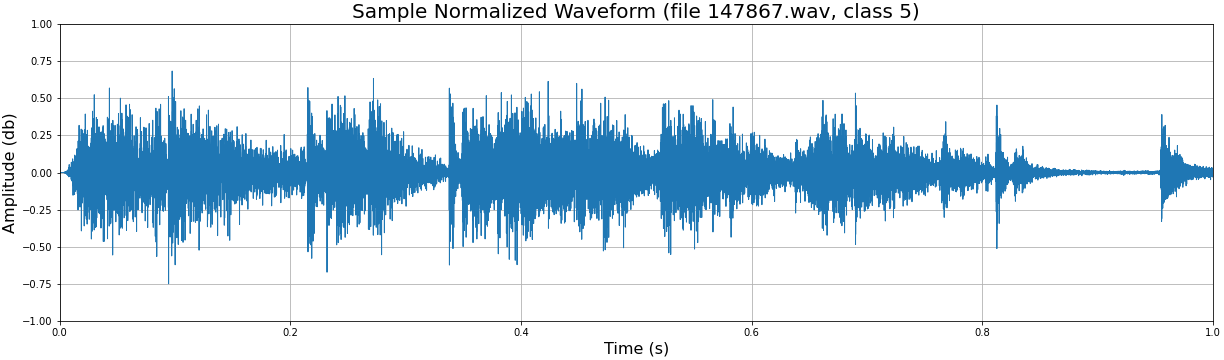 Sample Normalized Waveform (file 147867.wav, class 5)
1.00
0.75
0.50
0.25
0.00
−0.25
−0.50
−0.75
−1.00
Amplitude (db)
0.0 0.2 0.4 0.6 0.8 1.0
Time (s)